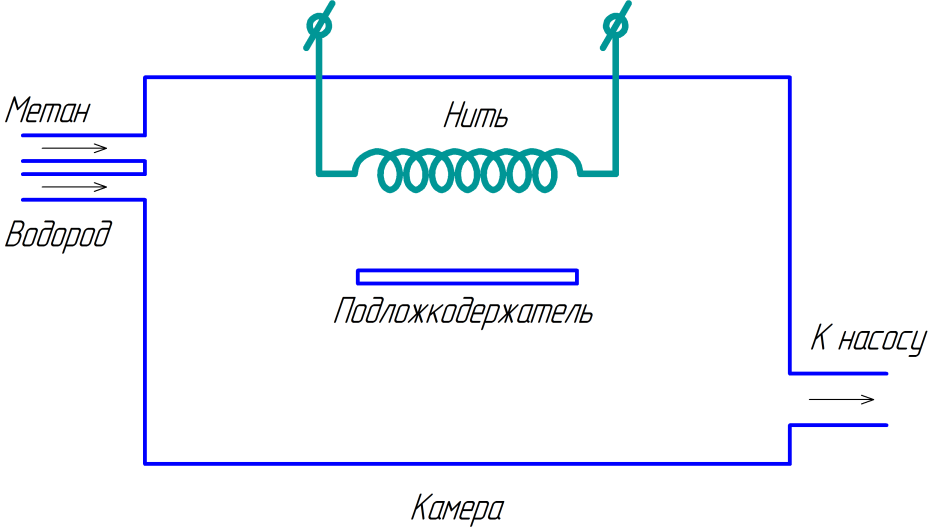 Метан
Нить
Водород
Подложкодержатель
К насосу
Камера